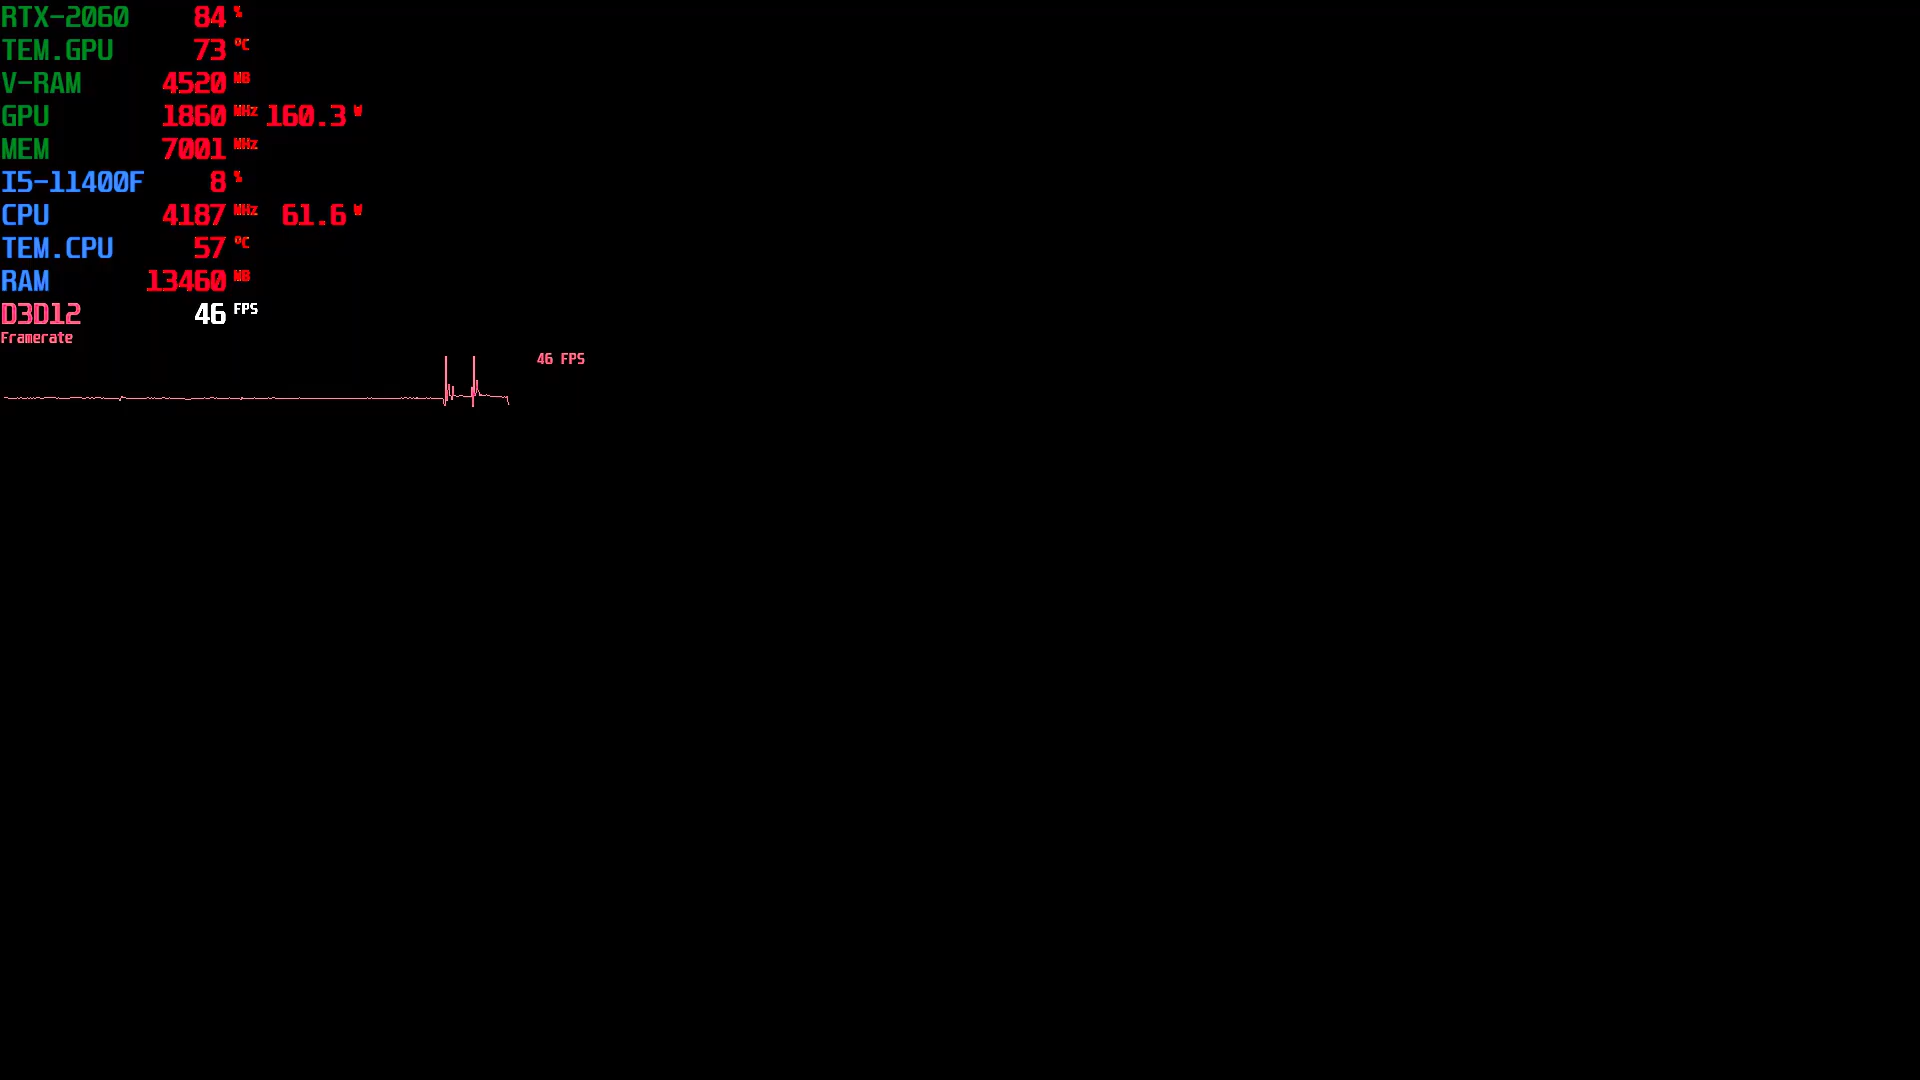 RTX-2060 84 %
TEM.GPU 73 °C
V-RAM 4520 MB
GPU 1860 MHz 160.3 W
MEM 7001 MHz
I5-11400F 8 %
CPU 4187 MHz 61.6 W
TEM.CPU 57 °C
RAM 13460 MB
D3D12 46 FPS
Framerate
46 FPS